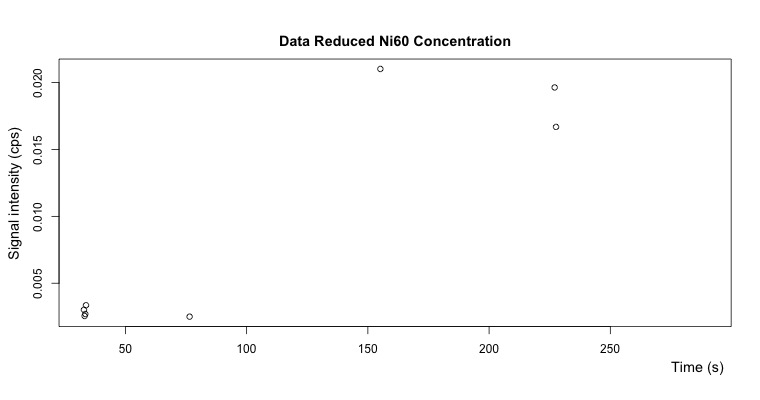 Data Reduced Ni60 Concentration
Signal intensity (cps)
0.020
0.015
0.010
0.005
50 100 150 200 250
Time (s)